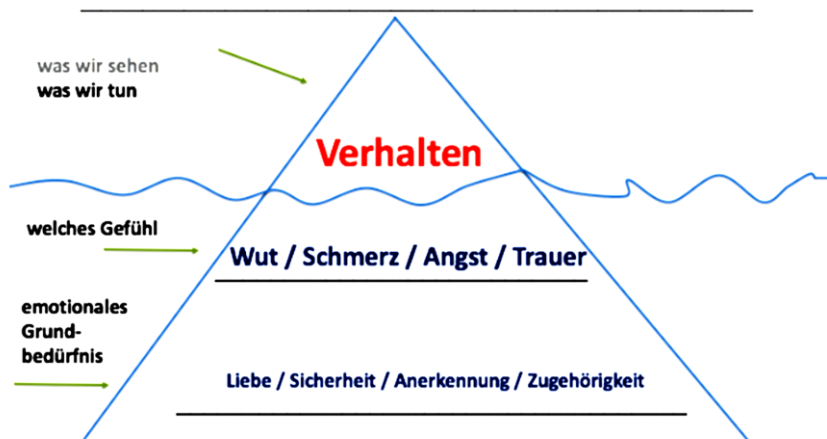 was wir sehen
was wir tun
Verhalten
welches Gefühl
Wut / Schmerz / Angst / Trauer
emotionales
Grund-
bedürfnis
Liebe / Sicherheit / Anerkennung / Zugehörigkeit